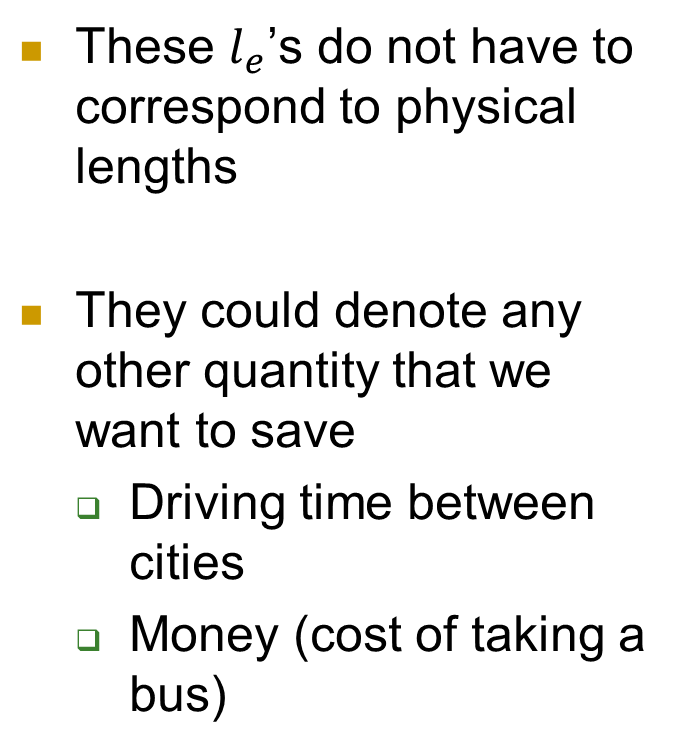 These 𝑙ₑ’s do not have to
correspond to physical
lengths
They could denote any
other quantity that we
want to save
Driving time between
cities
Money (cost of taking a
bus)